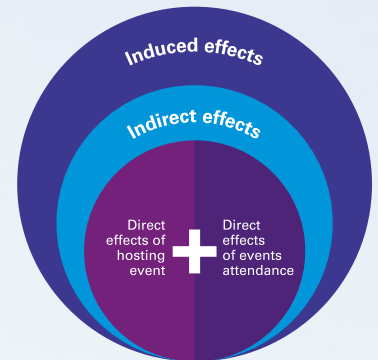 Induced effects
Indirect effects
Direct
effects of
hosting
event
+
Direct
effects
of events
attendance